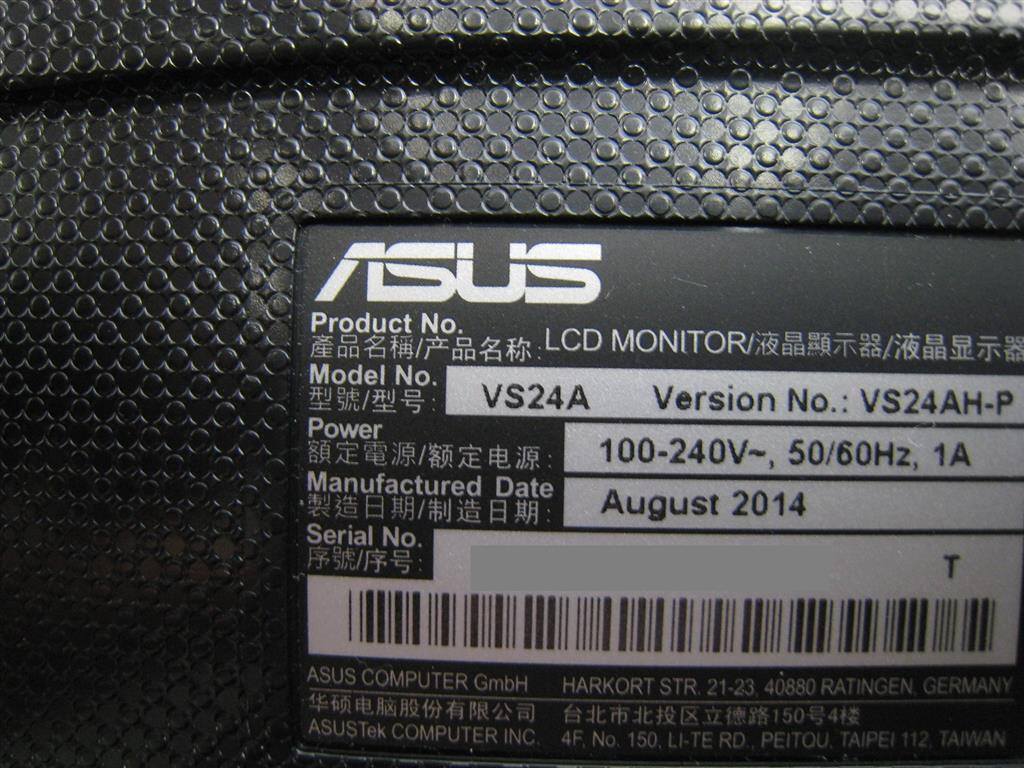 ASUS
Product No.
產品名稱/产品名称: LCD MONITOR/液晶顯示器/液晶显示器
Model No.
型號/型号: VS24A Version No.: VS24AH-P
Power
額定電源/额定电源: 100-240V~, 50/60Hz, 1A
Manufactured Date
製造日期/制造日期: August 2014
Serial No.
序號/序号: T
ASUS COMPUTER GmbH HARKORT STR. 21-23, 40880 RATINGEN, GERMANY
华硕电脑股份有限公司 台北市北投区立德路150号4楼
ASUSTek COMPUTER INC. 4F, No. 150, LI-TE RD., PEITOU, TAIPEI 112, TAIWAN